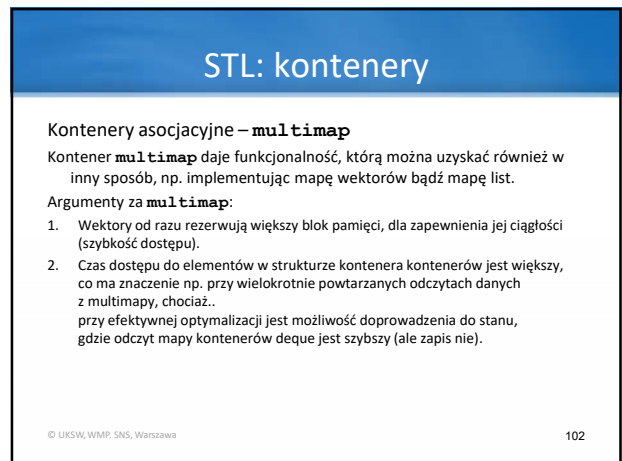 STL: kontenery
Kontenery asocjacyjne – multimap
Kontener multimap daje funkcjonalność, którą można uzyskać również w
inny sposób, np. implementując mapę wektorów bądź mapę list.
Argumenty za multimap:
1. Wektory od razu rezerwują większy blok pamięci, dla zapewnienia jej ciągłości
(szybkość dostępu).
2. Czas dostępu do elementów w strukturze kontenera kontenerów jest większy,
co ma znaczenie np. przy wielokrotnie powtarzanych odczytach danych
z multimapy, chociaż..
przy efektywnej optymalizacji jest możliwość doprowadzenia do stanu,
gdzie odczyt mapy kontenerów deque jest szybszy (ale zapis nie).
© UKSW, WMP. SNS, Warszawa
102